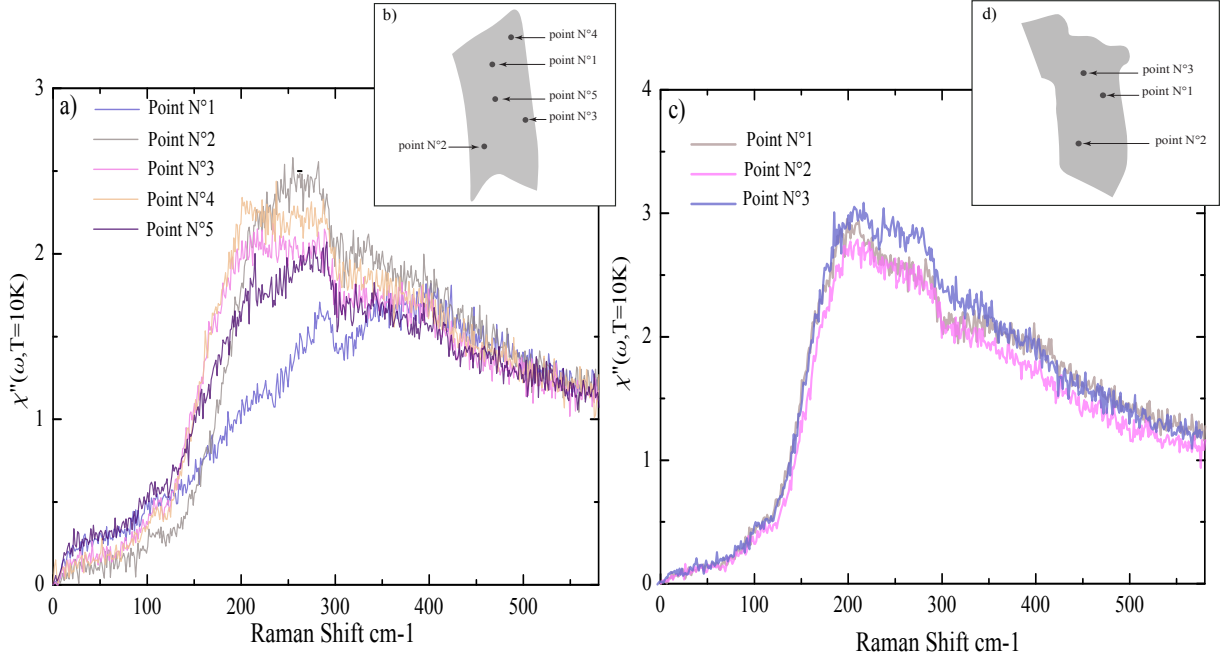 b)
point N°4
point N°1
point N°5
point N°3
point N°2
d)
point N°3
point N°1
point N°2
a)
Point N°1
Point N°2
Point N°3
Point N°4
Point N°5
3
2
1
0
χ''(ω,T=10K)
0
100
200
300
400
500
Raman Shift cm-1
c)
Point N°1
Point N°2
Point N°3
4
3
2
1
0
χ''(ω,T=10K)
0
100
200
300
400
500
Raman Shift cm-1